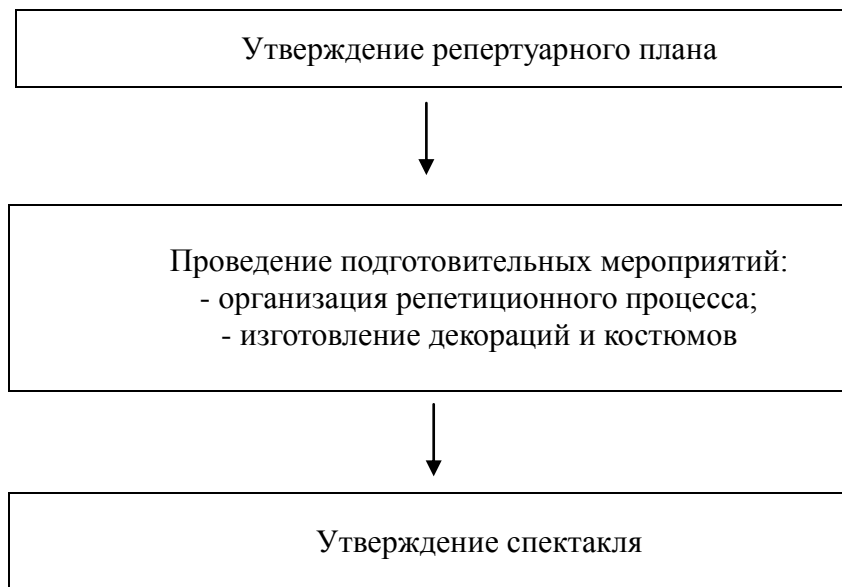 Утверждение репертуарного плана
Проведение подготовительных мероприятий:
- организация репетиционного процесса;
- изготовление декораций и костюмов
Утверждение спектакля